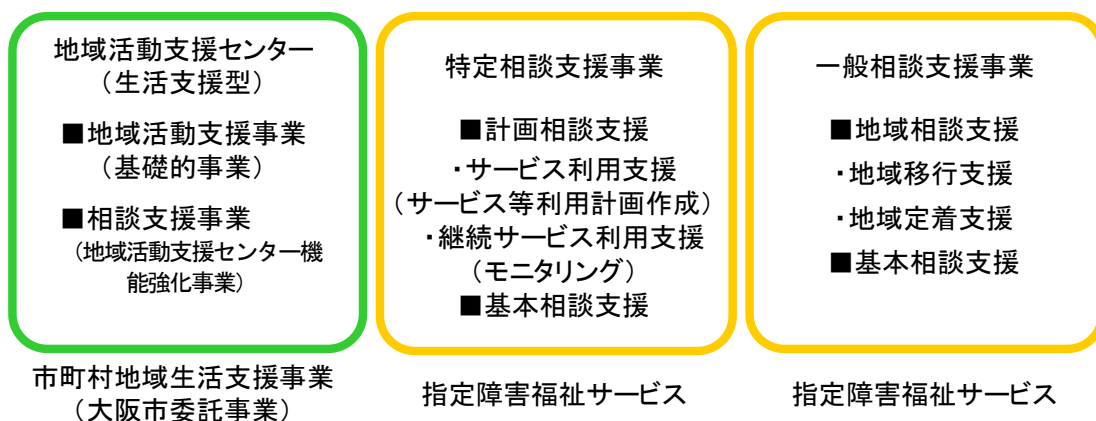 地域活動支援センター
（生活支援型）
■地域活動支援事業
（基礎的事業）
■相談支援事業
（地域活動支援センター機
能強化事業）
市町村地域生活支援事業
（大阪市委託事業）
特定相談支援事業
■計画相談支援
・サービス利用支援
（サービス等利用計画作成）
・継続サービス利用支援
（モニタリング）
■基本相談支援
指定障害福祉サービス
一般相談支援事業
■地域相談支援
・地域移行支援
・地域定着支援
■基本相談支援
指定障害福祉サービス